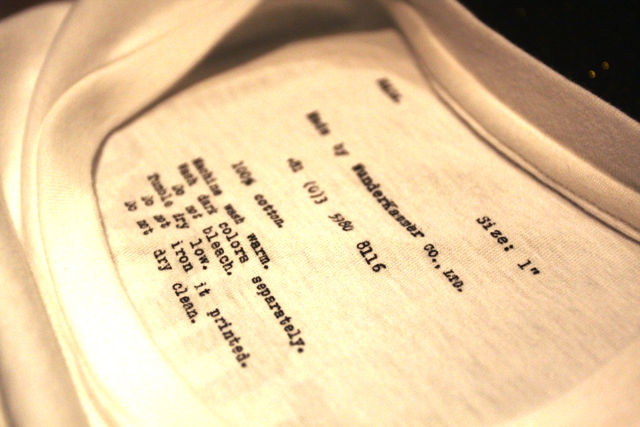 Size: 1"
Made by WunderKammer CO., LTD.
(0)3 5780 8116
100% cotton.
Machine wash warm.
Wash dark colors separately.
Do not bleach.
Tumble dry low.
Do not iron it printed.
Do not dry clean.